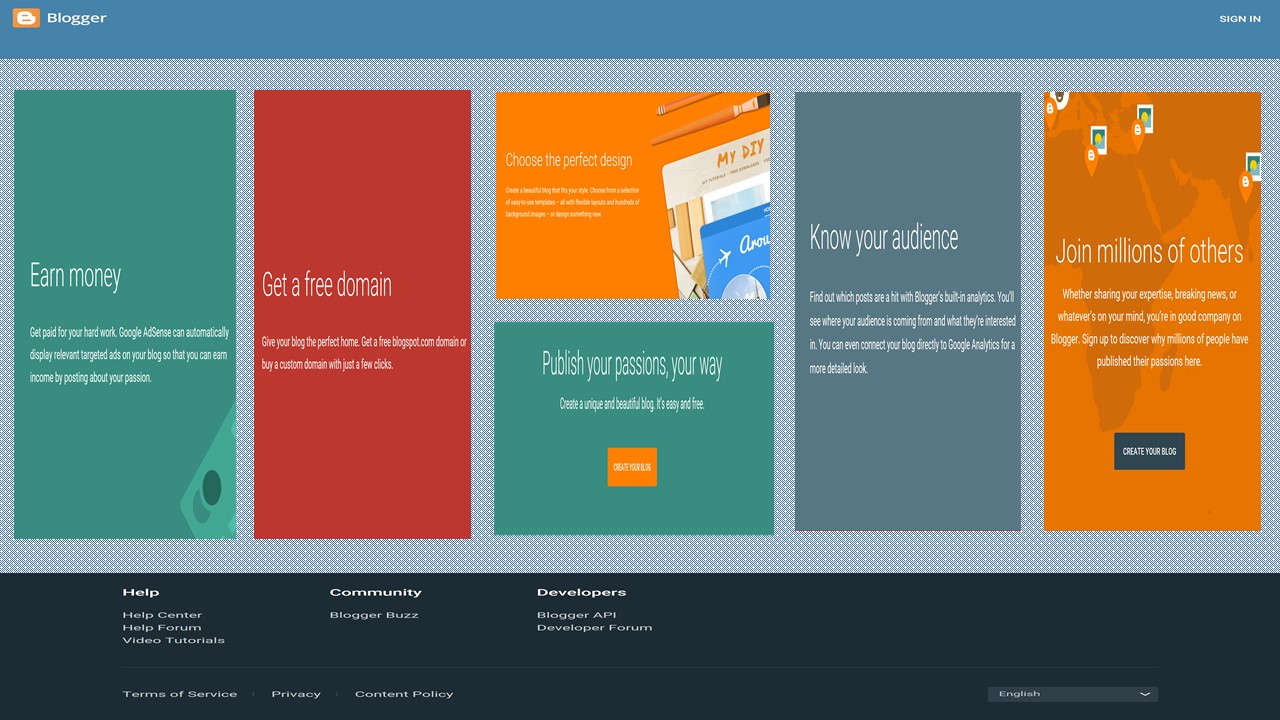 Blogger
SIGN IN
Earn money
Get paid for your hard work. Google AdSense can automatically
display relevant targeted ads on your blog so that you can earn
income by posting about your passion.
Get a free domain
Give your blog the perfect home. Get a free blogspot.com domain or
buy a custom domain with just a few clicks.
Choose the perfect design
Create a beautiful blog that fits your style. Choose from a selection
of easy-to-use templates – all with flexible layouts and hundreds of
background images – or design something new.
MY DIY
MY TUTORIALS
Arou
Publish your passions, your way
Create a unique and beautiful blog. It's easy and free.
CREATE YOUR BLOG
Know your audience
Find out which posts are a hit with Blogger's built-in analytics. You'll
see where your audience is coming from and what they're interested
in. You can even connect your blog directly to Google Analytics for a
more detailed look.
Join millions of others
Whether sharing your expertise, breaking news, or
whatever's on your mind, you're in good company on
Blogger. Sign up to discover why millions of people have
published their passions here.
CREATE YOUR BLOG
Help
Help Center
Help Forum
Video Tutorials
Community
Blogger Buzz
Developers
Blogger API
Developer Forum
Terms of Service
Privacy
Content Policy
English